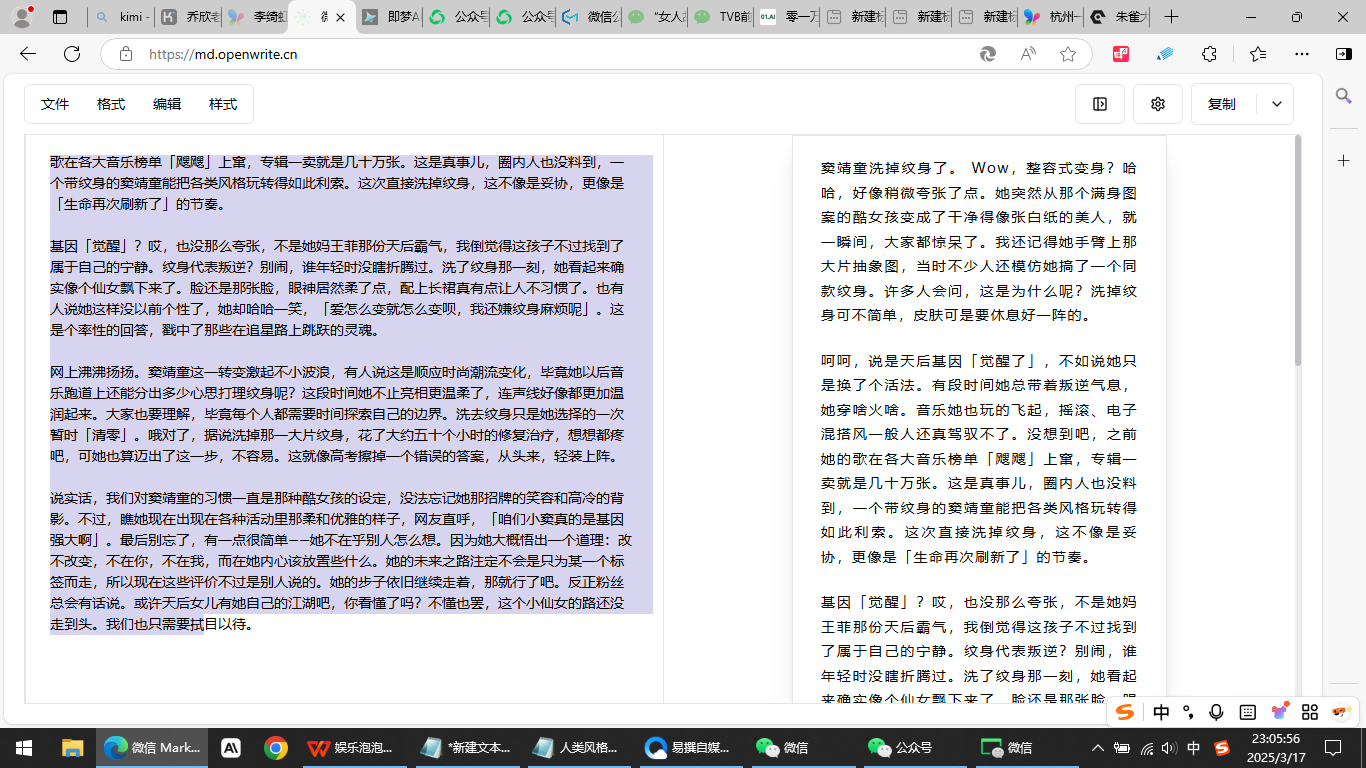 kimi -
乔欣老
李绮虹
微
即梦A
公众号
公众号
微信公
"女人
TVB前
零一万
新建标
新建标
新建标
杭州一
朱雀大
https://md.openwrite.cn
文件 格式 编辑 样式
复制
歌在各大音乐榜单「飕飕」上窜，专辑一卖就是几十万张。这是真事儿，圈内人也没料到，一
个带纹身的窦靖童能把各类风格玩转得如此利索。这次直接洗掉纹身，这不像是妥协，更像是
「生命再次刷新了」的节奏。
基因「觉醒」？哎，也没那么夸张，不是她妈王菲那份天后霸气，我倒觉得这孩子不过找到了
属于自己的宁静。纹身代表叛逆？别闹，谁年轻时没瞎折腾过。洗了纹身那一刻，她看起来确
实像个仙女飘下来了。脸还是那张脸，眼神居然柔了点，配上长裙真有点让人不习惯了。也有
人说她这样没以前个性了，她却哈哈一笑，「爱怎么变就怎么变呗，我还嫌纹身麻烦呢」。这
是个率性的回答，戳中了那些在追星路上跳跃的灵魂。
网上沸沸扬扬。窦靖童这一转变激起不小波浪，有人说这是顺应时尚潮流变化，毕竟她以后音
乐跑道上还能分出多少心思打理纹身呢？这段时间她不止亮相更温柔了，连声线好像都更加温
润起来。大家也要理解，毕竟每个人都需要时间探索自己的边界。洗去纹身只是她选择的一次
暂时「清零」。哦对了，据说洗掉那一大片纹身，花了大约五十个小时的修复治疗，想想都疼
吧，可她也算迈出了这一步，不容易。这就像高考擦掉一个错误的答案，从头来，轻装上阵。
说实话，我们对窦靖童的习惯一直是那种酷女孩的设定，没法忘记她那招牌的笑容和高冷的背
影。不过，瞧她现在出现在各种活动里那柔和优雅的样子，网友直呼，「咱们小窦真的是基因
强大啊」。最后别忘了，有一点很简单——她不在乎别人怎么想。因为她大概悟出一个道理：改
不改变，不在你，不在我，而在她内心该放置些什么。她的未来之路注定不会是只为某一个标
签而走，所以现在这些评价不过是别人说的。她的步子依旧继续走着，那就行了吧。反正粉丝
总会有话说。或许天后女儿有她自己的江湖吧，你看懂了吗？不懂也罢，这个小仙女的路还没
走到头。我们也只需要拭目以待。
窦靖童洗掉纹身了。 Wow，整容式变身？哈
哈，好像稍微夸张了点。她突然从那个满身图
案的酷女孩变成了干净得像张白纸的美人，就
一瞬间，大家都惊呆了。我还记得她手臂上那
大片抽象图，当时不少人还模仿她搞了一个同
款纹身。许多人会问，这是为什么呢？洗掉纹
身可不简单，皮肤可是要休息好一阵的。
呵呵，说是天后基因「觉醒了」，不如说她只
是换了个活法。有段时间她总带着叛逆气息，
她穿啥火啥。音乐她也玩的飞起，摇滚、电子
混搭风一般人还真驾驭不了。没想到吧，之前
她的歌在各大音乐榜单「飕飕」上窜，专辑一
卖就是几十万张。这是真事儿，圈内人也没料
到，一个带纹身的窦靖童能把各类风格玩转得
如此利索。这次直接洗掉纹身，这不像是妥
协，更像是「生命再次刷新了」的节奏。
基因「觉醒」？哎，也没那么夸张，不是她妈
王菲那份天后霸气，我倒觉得这孩子不过找到
了属于自己的宁静。纹身代表叛逆？别闹，谁
年轻时没瞎折腾过。洗了纹身那一刻，她看起
来确实像个仙女飘下来了。脸还是那张脸，眼
中
微信 Mark...
娱乐泡泡...
*新建文本...
人类风格...
易撰自媒...
微信
公众号
微信
中
23:05:56
2025/3/17